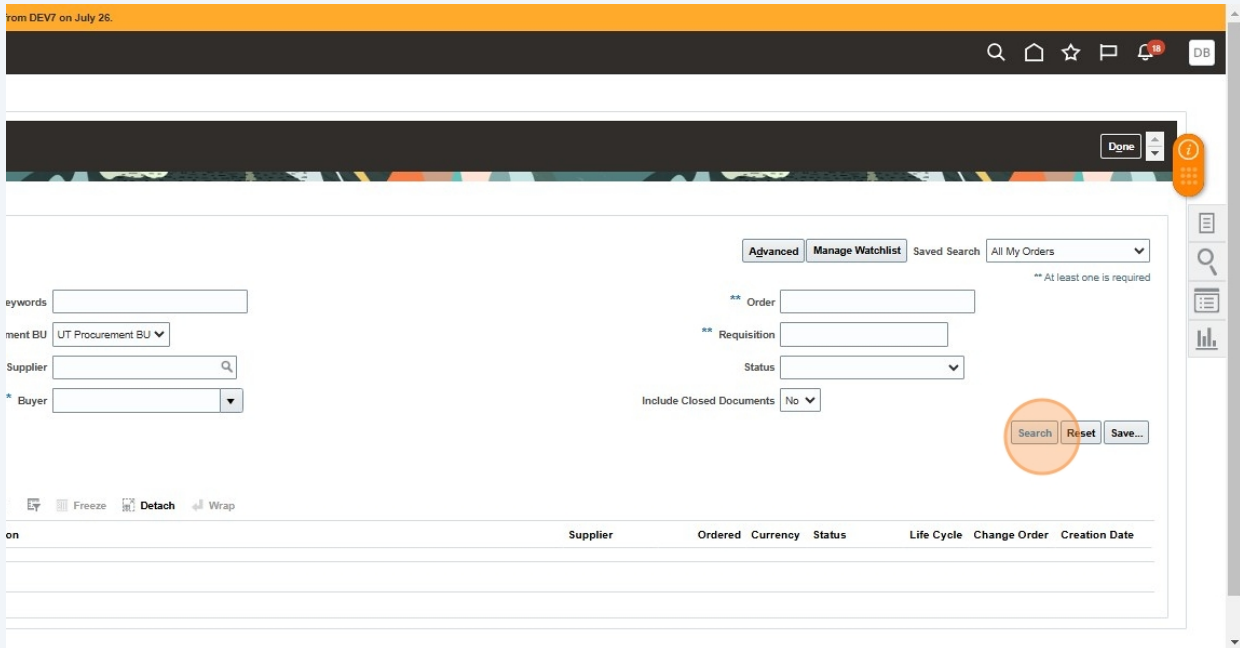 from DEV7 on July 26.
18
DB
Done
Advanced Manage Watchlist Saved Search All My Orders
** At least one is required
eywords ** Order
ment BU UT Procurement BU ** Requisition
Supplier Status
* Buyer Include Closed Documents No
Search Reset Save...
Freeze Detach Wrap
on Supplier Ordered Currency Status Life Cycle Change Order Creation Date